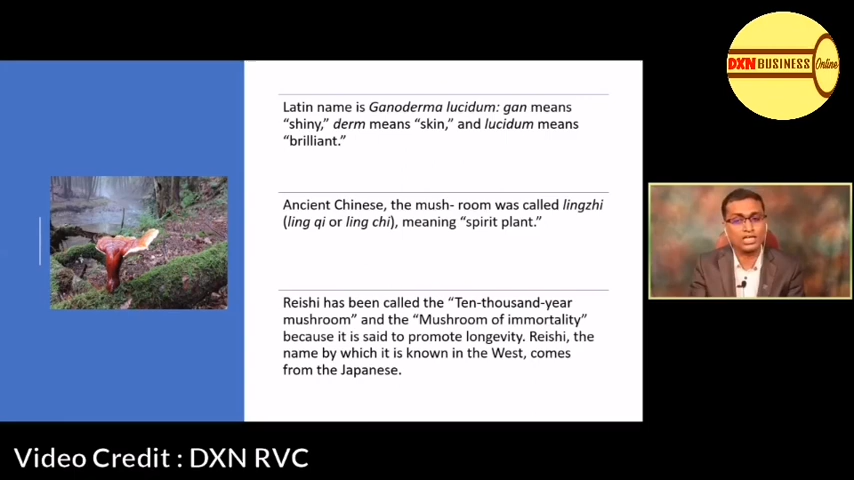 DXN BUSINESS Online
Latin name is Ganoderma lucidum: gan means
“shiny,” derm means “skin,” and lucidum means
“brilliant.”
Ancient Chinese, the mush- room was called lingzhi
(ling qi or ling chi), meaning “spirit plant.”
Reishi has been called the “Ten-thousand-year
mushroom” and the “Mushroom of immortality”
because it is said to promote longevity. Reishi, the
name by which it is known in the West, comes
from the Japanese.
Video Credit : DXN RVC